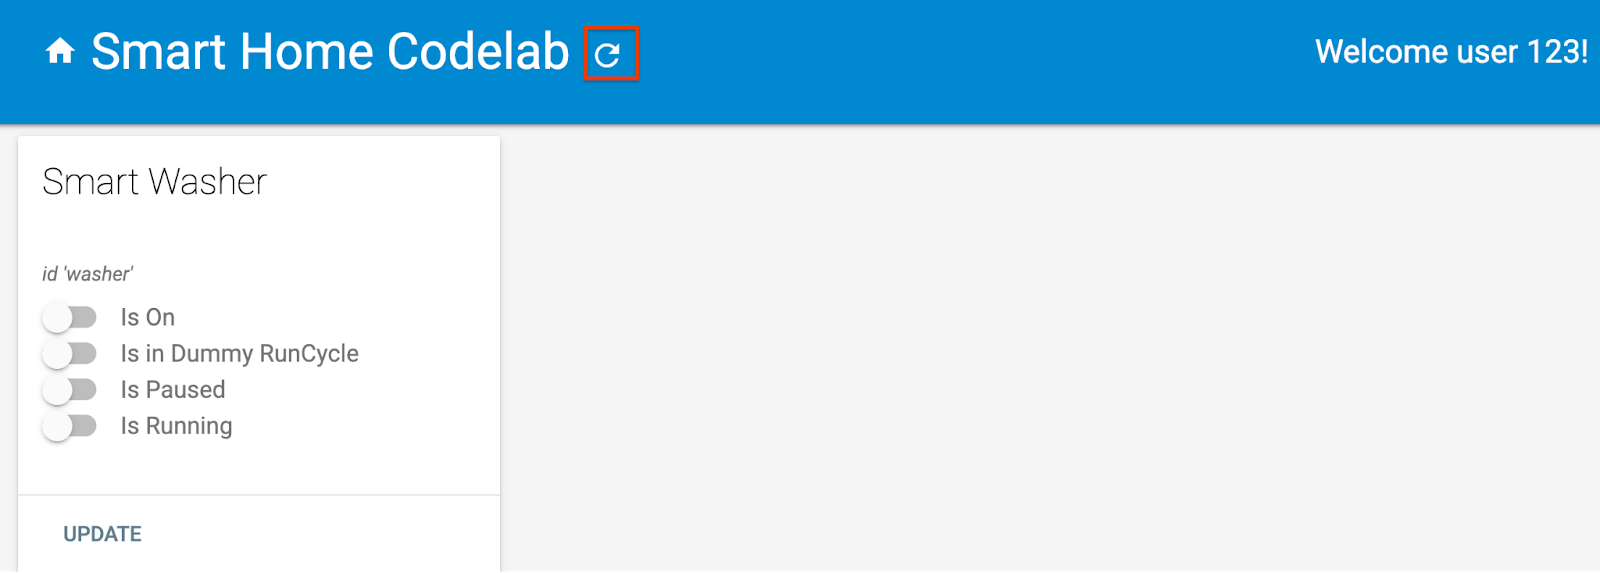 Smart Home Codelab
Welcome user 123!
Smart Washer
id 'washer'
Is On
Is in Dummy RunCycle
Is Paused
Is Running
UPDATE